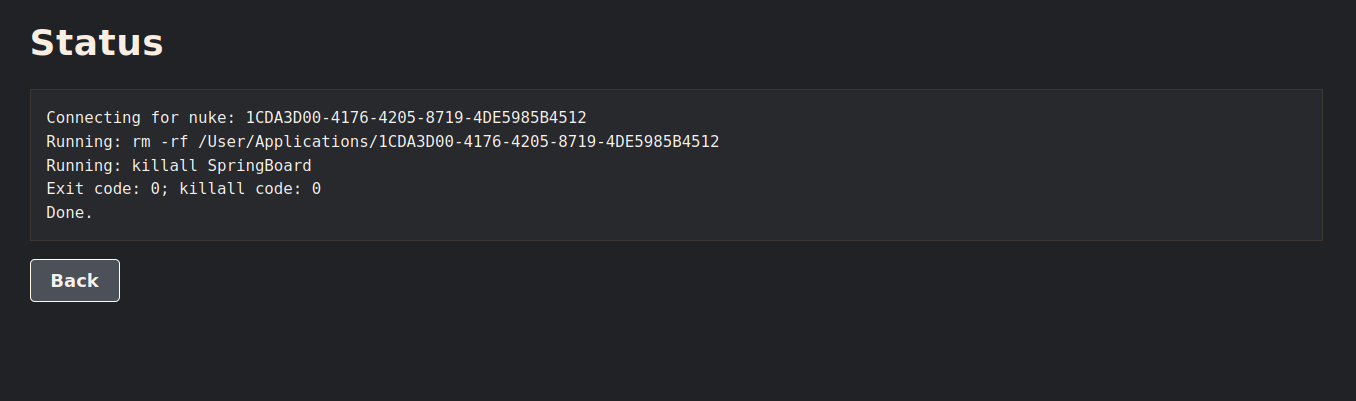 Status
Connecting for nuke: 1CDA3D00-4176-4205-8719-4DE5985B4512
Running: rm -rf /User/Applications/1CDA3D00-4176-4205-8719-4DE5985B4512
Running: killall SpringBoard
Exit code: 0; killall code: 0
Done.
Back